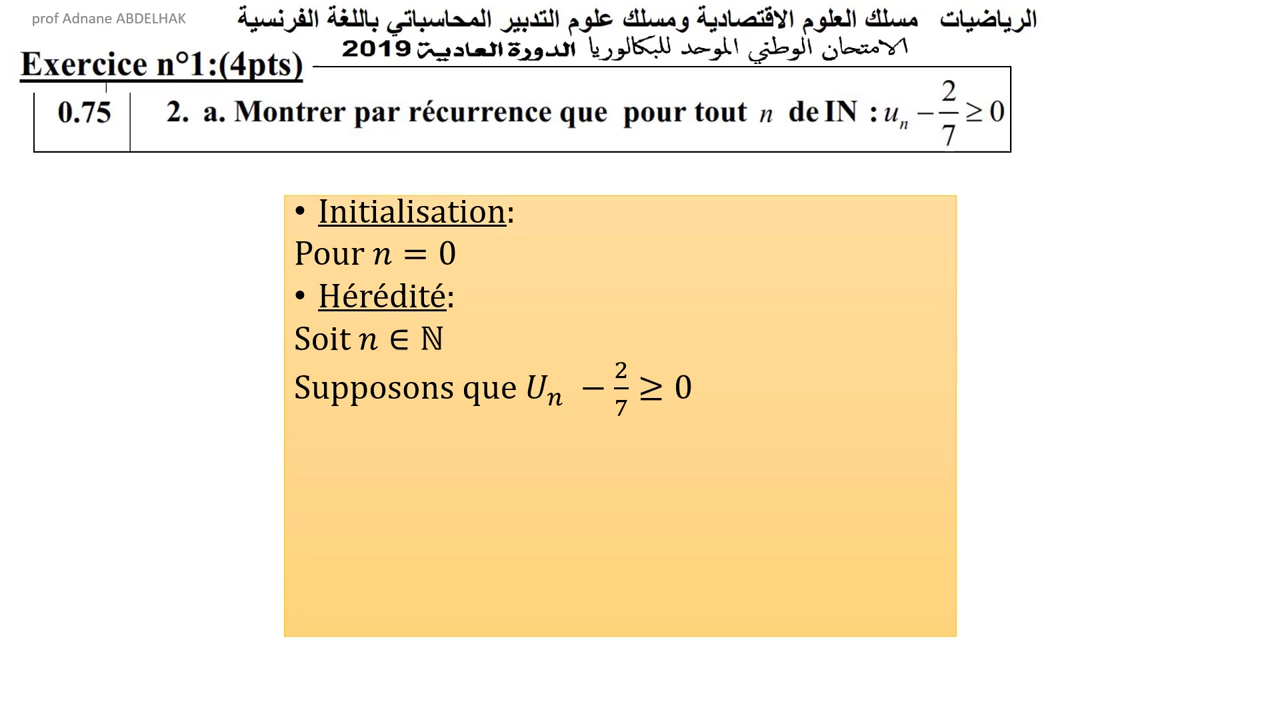 prof Adnane ABDELHAK
الرياضيات مسلك العلوم الاقتصادية ومسلك علوم التدبير المحاسباتي باللغة الفرنسية
الامتحان الوطني الموحد للبكالوريا الدورة العادية 2019
Exercice n°1:(4pts)
0.75 2. a. Montrer par récurrence que pour tout n de IN : uₙ − 2/7 ≥ 0
• Initialisation:
Pour n = 0
• Hérédité:
Soit n ∈ ℕ
Supposons que Uₙ − 2/7 ≥ 0